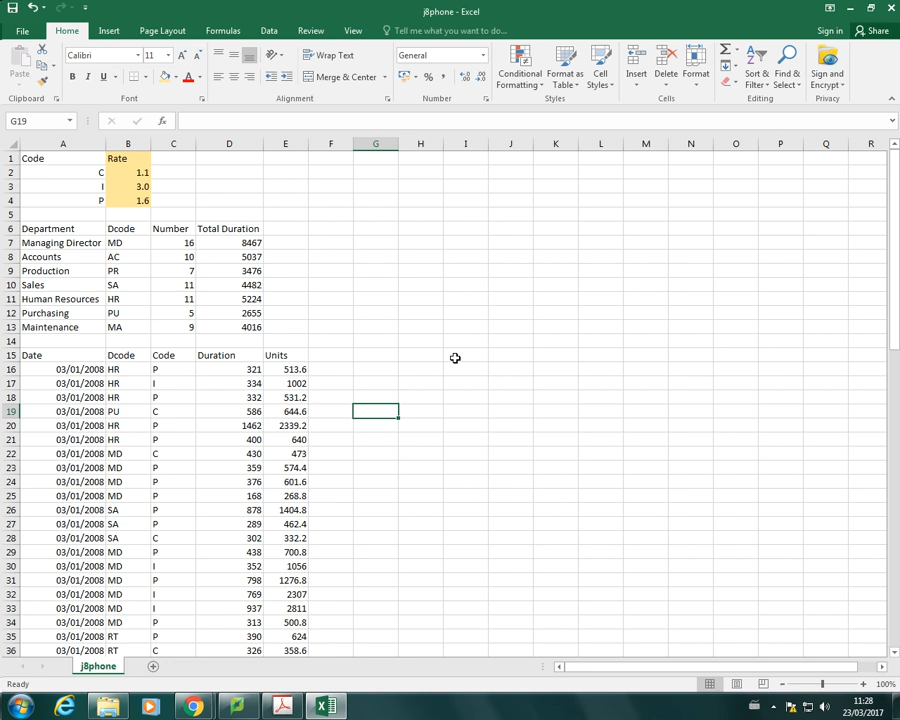 j8phone - Excel
File Home Insert Page Layout Formulas Data Review View Tell me what you want to do... Sign in Share
Paste Calibri 11 A A Wrap Text General Conditional Formatting Format as Table Cell Styles Insert Delete Format Sort & Filter Find & Select Sign and Encrypt
B I U A Merge & Center % ,
Clipboard Font Alignment Number Styles Cells Editing Privacy
G19 fx
A B C D E F G H I J K L M N O P Q R
1 Code Rate
2 C 1.1
3 I 3.0
4 P 1.6
5
6 Department Dcode Number Total Duration
7 Managing Director MD 16 8467
8 Accounts AC 10 5037
9 Production PR 7 3476
10 Sales SA 11 4482
11 Human Resources HR 11 5224
12 Purchasing PU 5 2655
13 Maintenance MA 9 4016
14
15 Date Dcode Code Duration Units
16 03/01/2008 HR P 321 513.6
17 03/01/2008 HR I 334 1002
18 03/01/2008 HR P 332 531.2
19 03/01/2008 PU C 586 644.6
20 03/01/2008 HR P 1462 2339.2
21 03/01/2008 HR P 400 640
22 03/01/2008 MD C 430 473
23 03/01/2008 MD P 359 574.4
24 03/01/2008 MD P 376 601.6
25 03/01/2008 MD P 168 268.8
26 03/01/2008 SA P 878 1404.8
27 03/01/2008 SA P 289 462.4
28 03/01/2008 SA C 302 332.2
29 03/01/2008 MD P 438 700.8
30 03/01/2008 MD I 352 1056
31 03/01/2008 MD P 798 1276.8
32 03/01/2008 MD I 769 2307
33 03/01/2008 MD I 937 2811
34 03/01/2008 MD P 313 500.8
35 03/01/2008 RT P 390 624
36 03/01/2008 RT C 326 358.6
j8phone
Ready 100%
11:28
23/03/2017